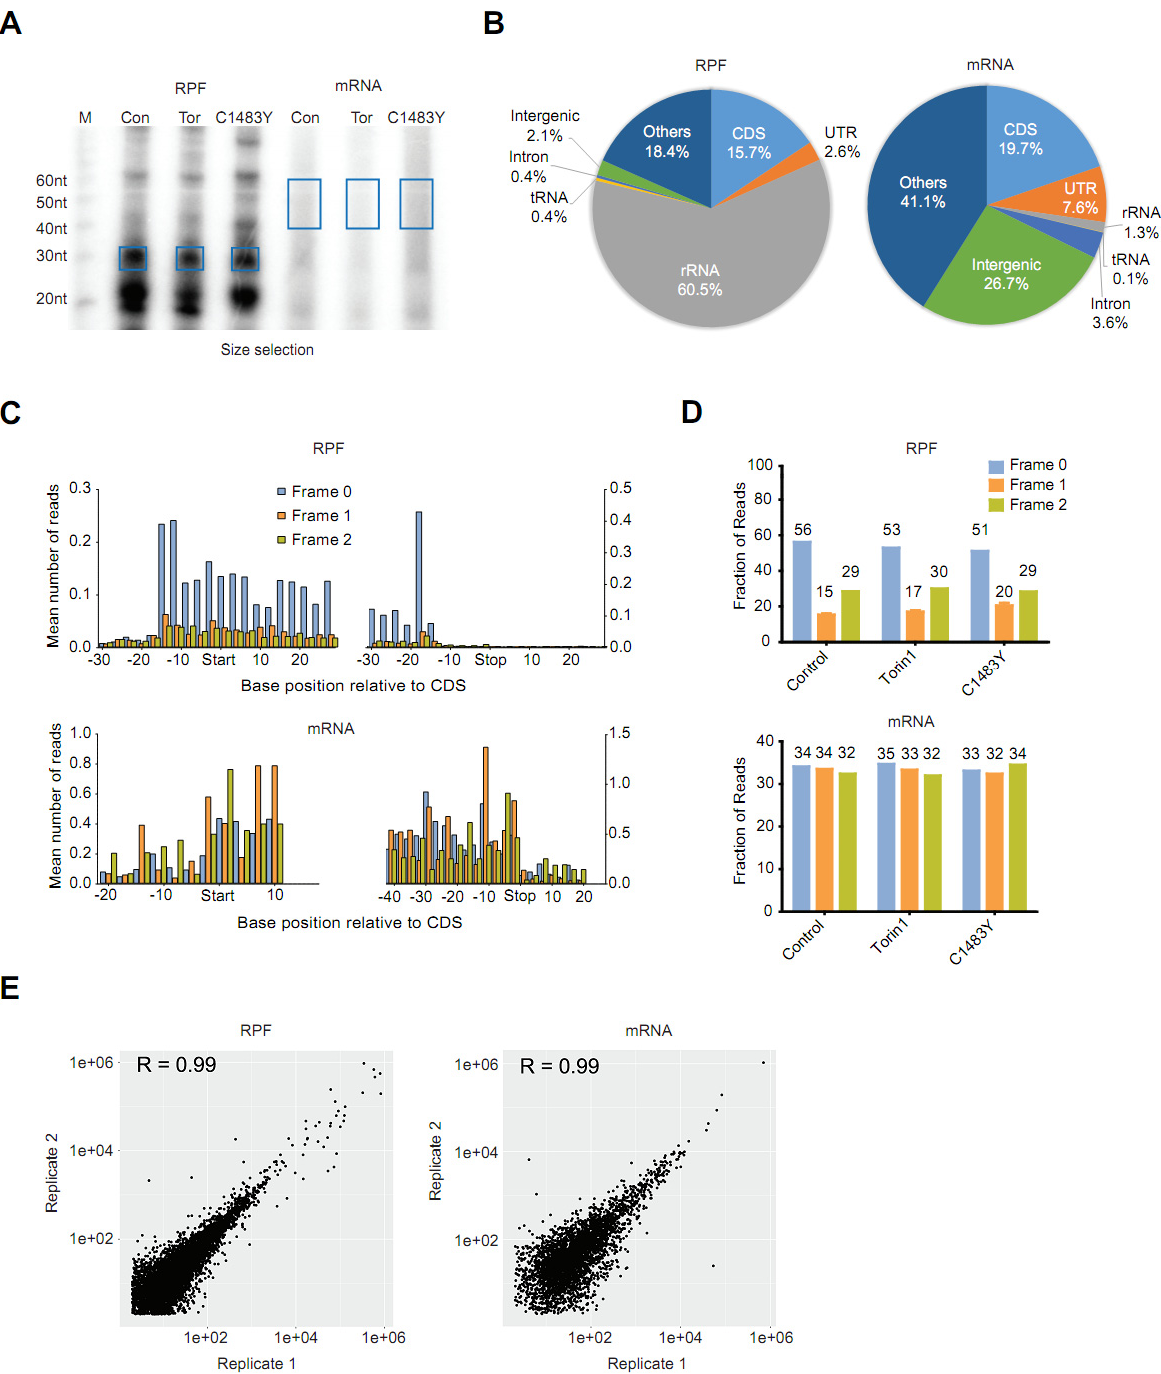 A
RPF
mRNA
M
Con
Tor
C1483Y
Con
Tor
C1483Y
60nt
50nt
40nt
30nt
20nt
Size selection
B
RPF
mRNA
Intergenic
2.1%
Intron
0.4%
tRNA
0.4%
Others
18.4%
CDS
15.7%
UTR
2.6%
rRNA
60.5%
Others
41.1%
CDS
19.7%
UTR
7.6%
rRNA
1.3%
tRNA
0.1%
Intron
3.6%
Intergenic
26.7%
C
RPF
Mean number of reads
0.3
0.2
0.1
0.0
Frame 0
Frame 1
Frame 2
0.5
0.4
0.3
0.2
0.1
0.0
-30 -20 -10 Start 10 20
-30 -20 -10 Stop 10 20
Base position relative to CDS
mRNA
Mean number of reads
1.0
0.8
0.6
0.4
0.2
0.0
1.5
1.0
0.5
0.0
-20 -10 Start 10
-40 -30 -20 -10 Stop 10 20
Base position relative to CDS
D
RPF
Fraction of Reads
100
80
60
40
20
0
Frame 0
Frame 1
Frame 2
56 15 29
53 17 30
51 20 29
Control
Torin1
C1483Y
mRNA
Fraction of Reads
40
30
20
10
0
34 34 32
35 33 32
33 32 34
Control
Torin1
C1483Y
E
RPF
R = 0.99
Replicate 2
1e+06
1e+04
1e+02
1e+02 1e+04 1e+06
Replicate 1
mRNA
R = 0.99
Replicate 2
1e+06
1e+04
1e+02
1e+02 1e+04 1e+06
Replicate 1